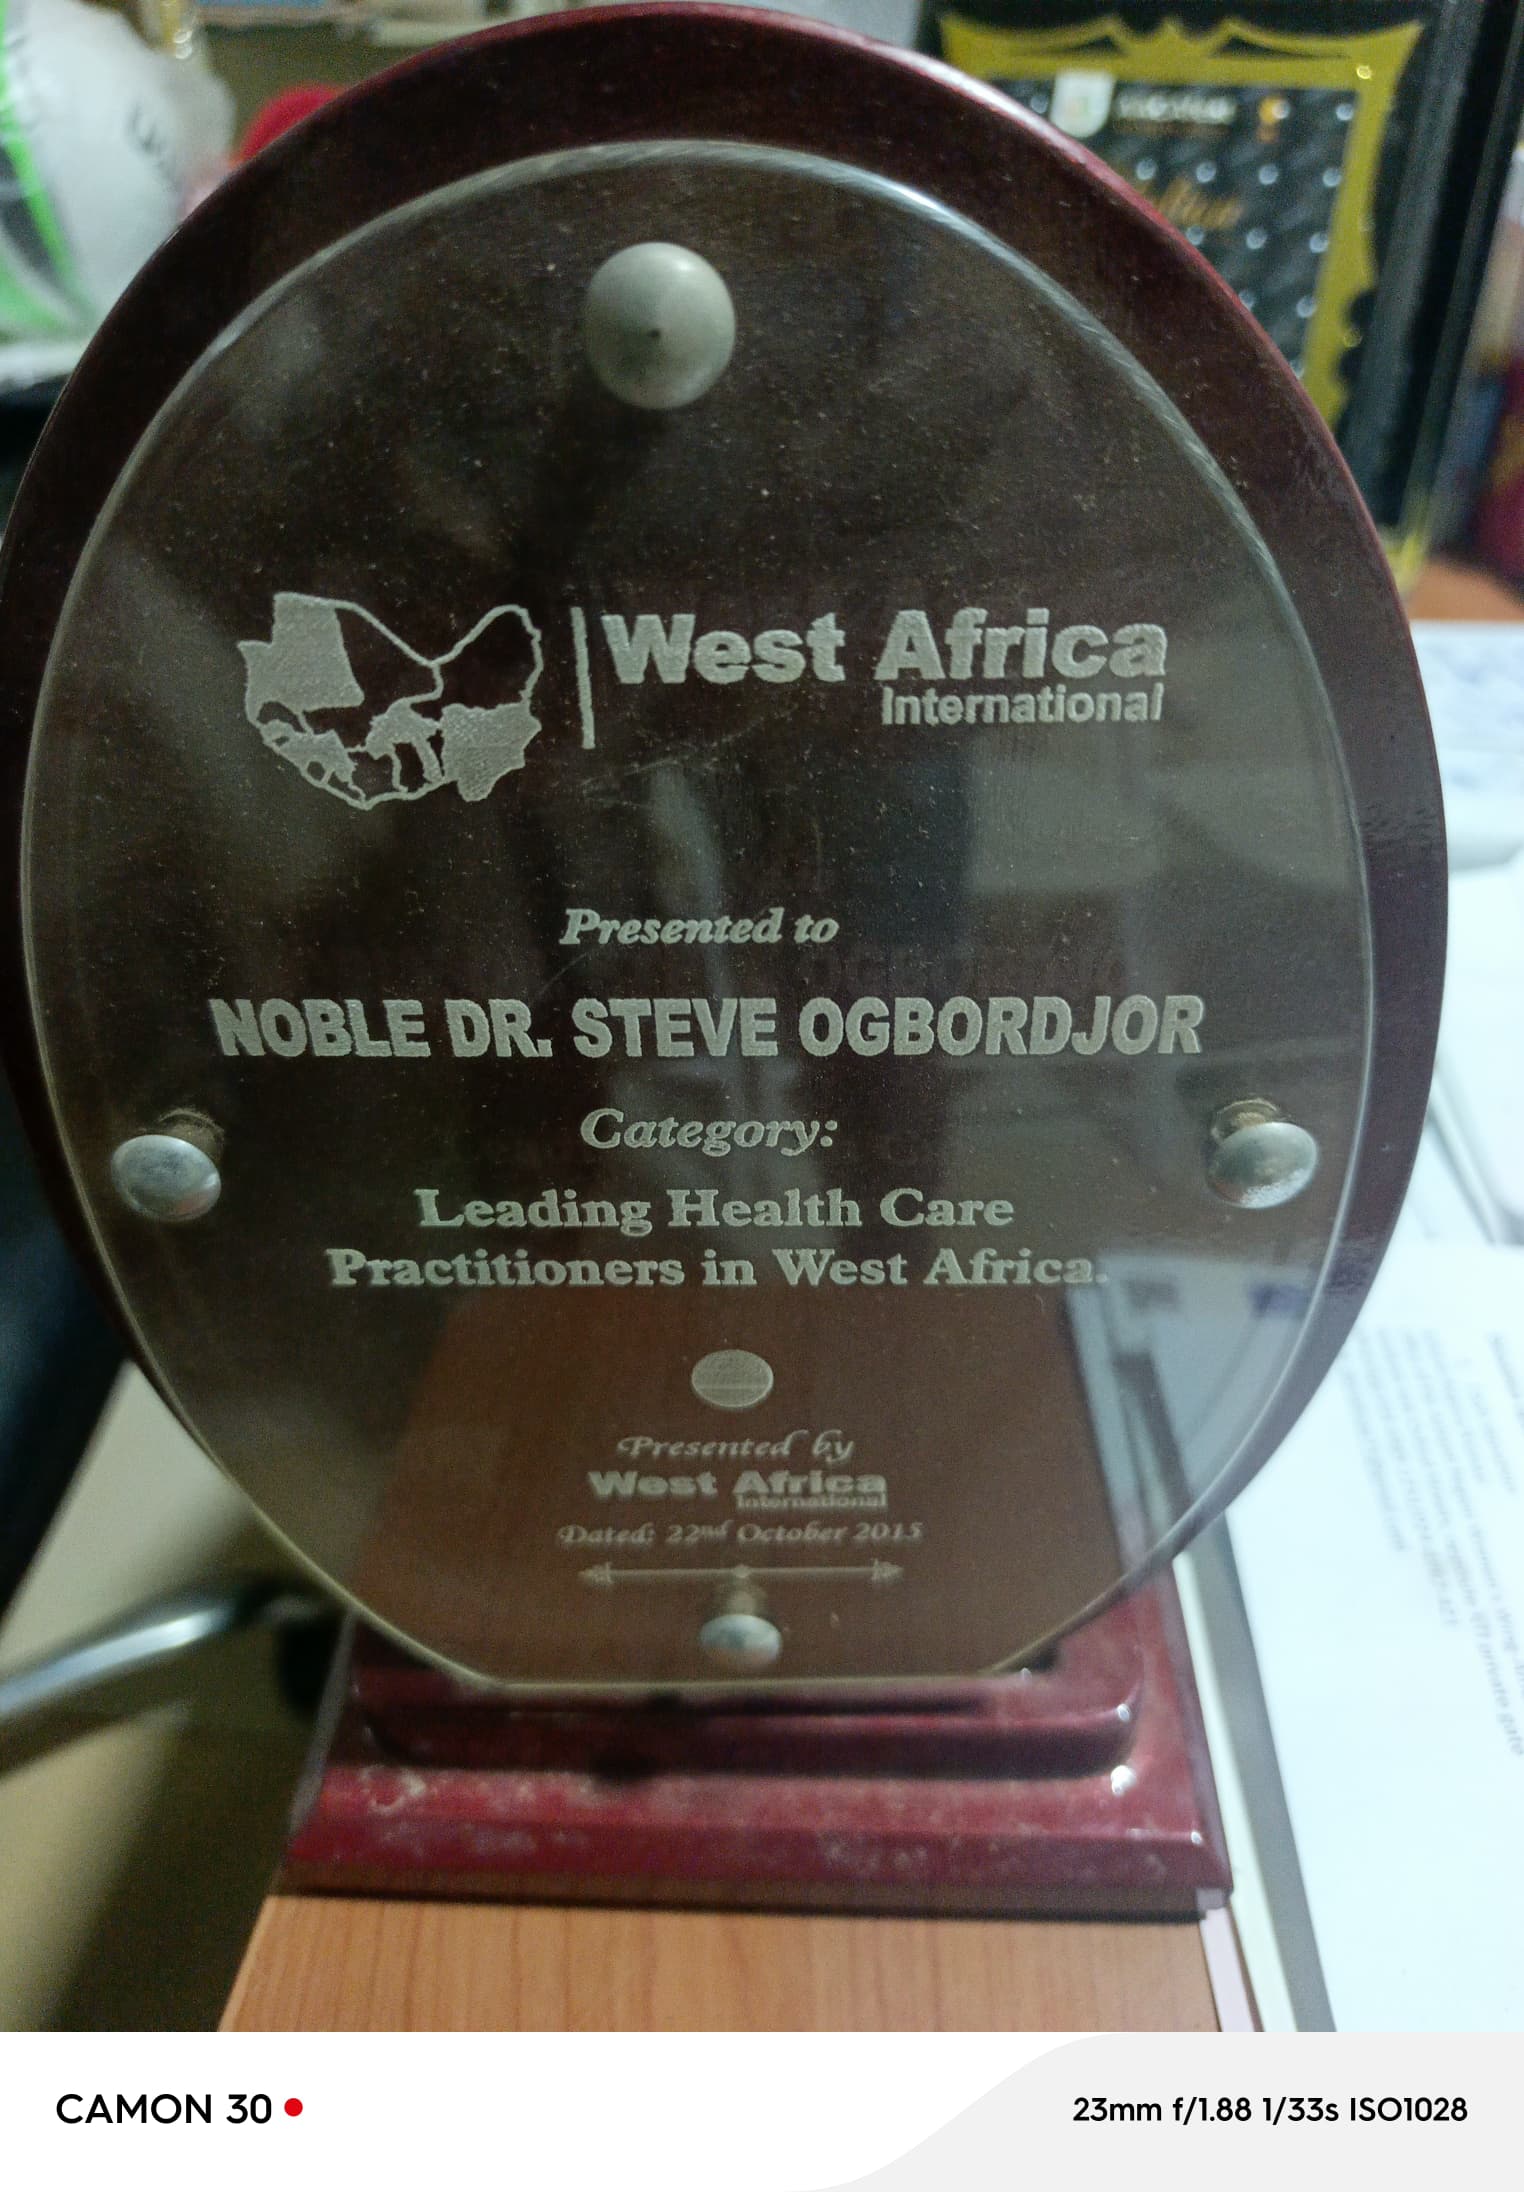 West Africa
International
Presented to
NOBLE DR. STEVE OGBORDJOR
Category:
Leading Health Care
Practitioners in West Africa.
Presented by
West Africa
International
Dated: 22nd October 2015
CAMON 30
23mm f/1.88 1/33s ISO1028